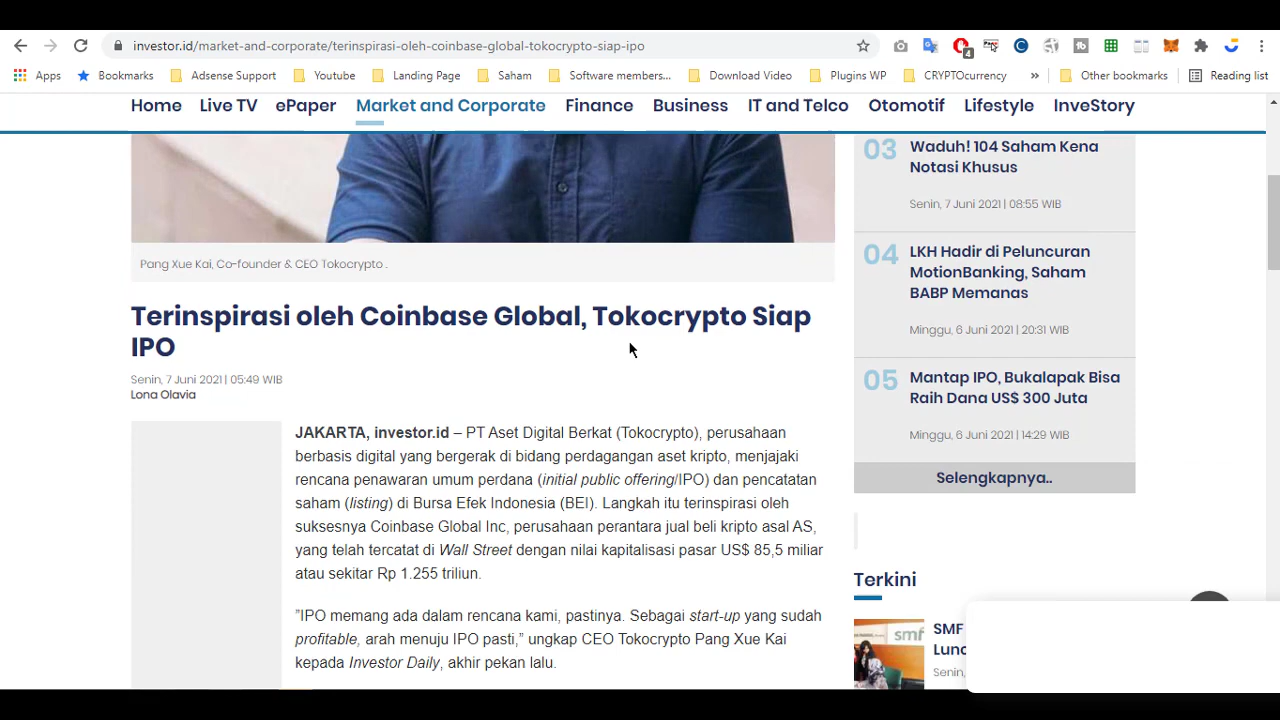 investor.id/market-and-corporate/terinspirasi-oleh-coinbase-global-tokocrypto-siap-ipo
4
Apps
Bookmarks
Adsense Support
Youtube
Landing Page
Saham
Software members...
Download Video
Plugins WP
CRYPTOcurrency
»
Other bookmarks
Reading list
Home
Live TV
ePaper
Market and Corporate
Finance
Business
IT and Telco
Otomotif
Lifestyle
InveStory
Pang Xue Kai, Co-founder & CEO Tokocrypto .
Terinspirasi oleh Coinbase Global, Tokocrypto Siap
IPO
Senin, 7 Juni 2021 | 05:49 WIB
Lona Olavia
JAKARTA, investor.id – PT Aset Digital Berkat (Tokocrypto), perusahaan
berbasis digital yang bergerak di bidang perdagangan aset kripto, menjajaki
rencana penawaran umum perdana (initial public offering/IPO) dan pencatatan
saham (listing) di Bursa Efek Indonesia (BEI). Langkah itu terinspirasi oleh
suksesnya Coinbase Global Inc, perusahaan perantara jual beli kripto asal AS,
yang telah tercatat di Wall Street dengan nilai kapitalisasi pasar US$ 85,5 miliar
atau sekitar Rp 1.255 triliun.
”IPO memang ada dalam rencana kami, pastinya. Sebagai start-up yang sudah
profitable, arah menuju IPO pasti,” ungkap CEO Tokocrypto Pang Xue Kai
kepada Investor Daily, akhir pekan lalu.
03
Waduh! 104 Saham Kena
Notasi Khusus
Senin, 7 Juni 2021 | 08:55 WIB
04
LKH Hadir di Peluncuran
MotionBanking, Saham
BABP Memanas
Minggu, 6 Juni 2021 | 20:31 WIB
05
Mantap IPO, Bukalapak Bisa
Raih Dana US$ 300 Juta
Minggu, 6 Juni 2021 | 14:29 WIB
Selengkapnya..
Terkini
smf
SMF
Senin,